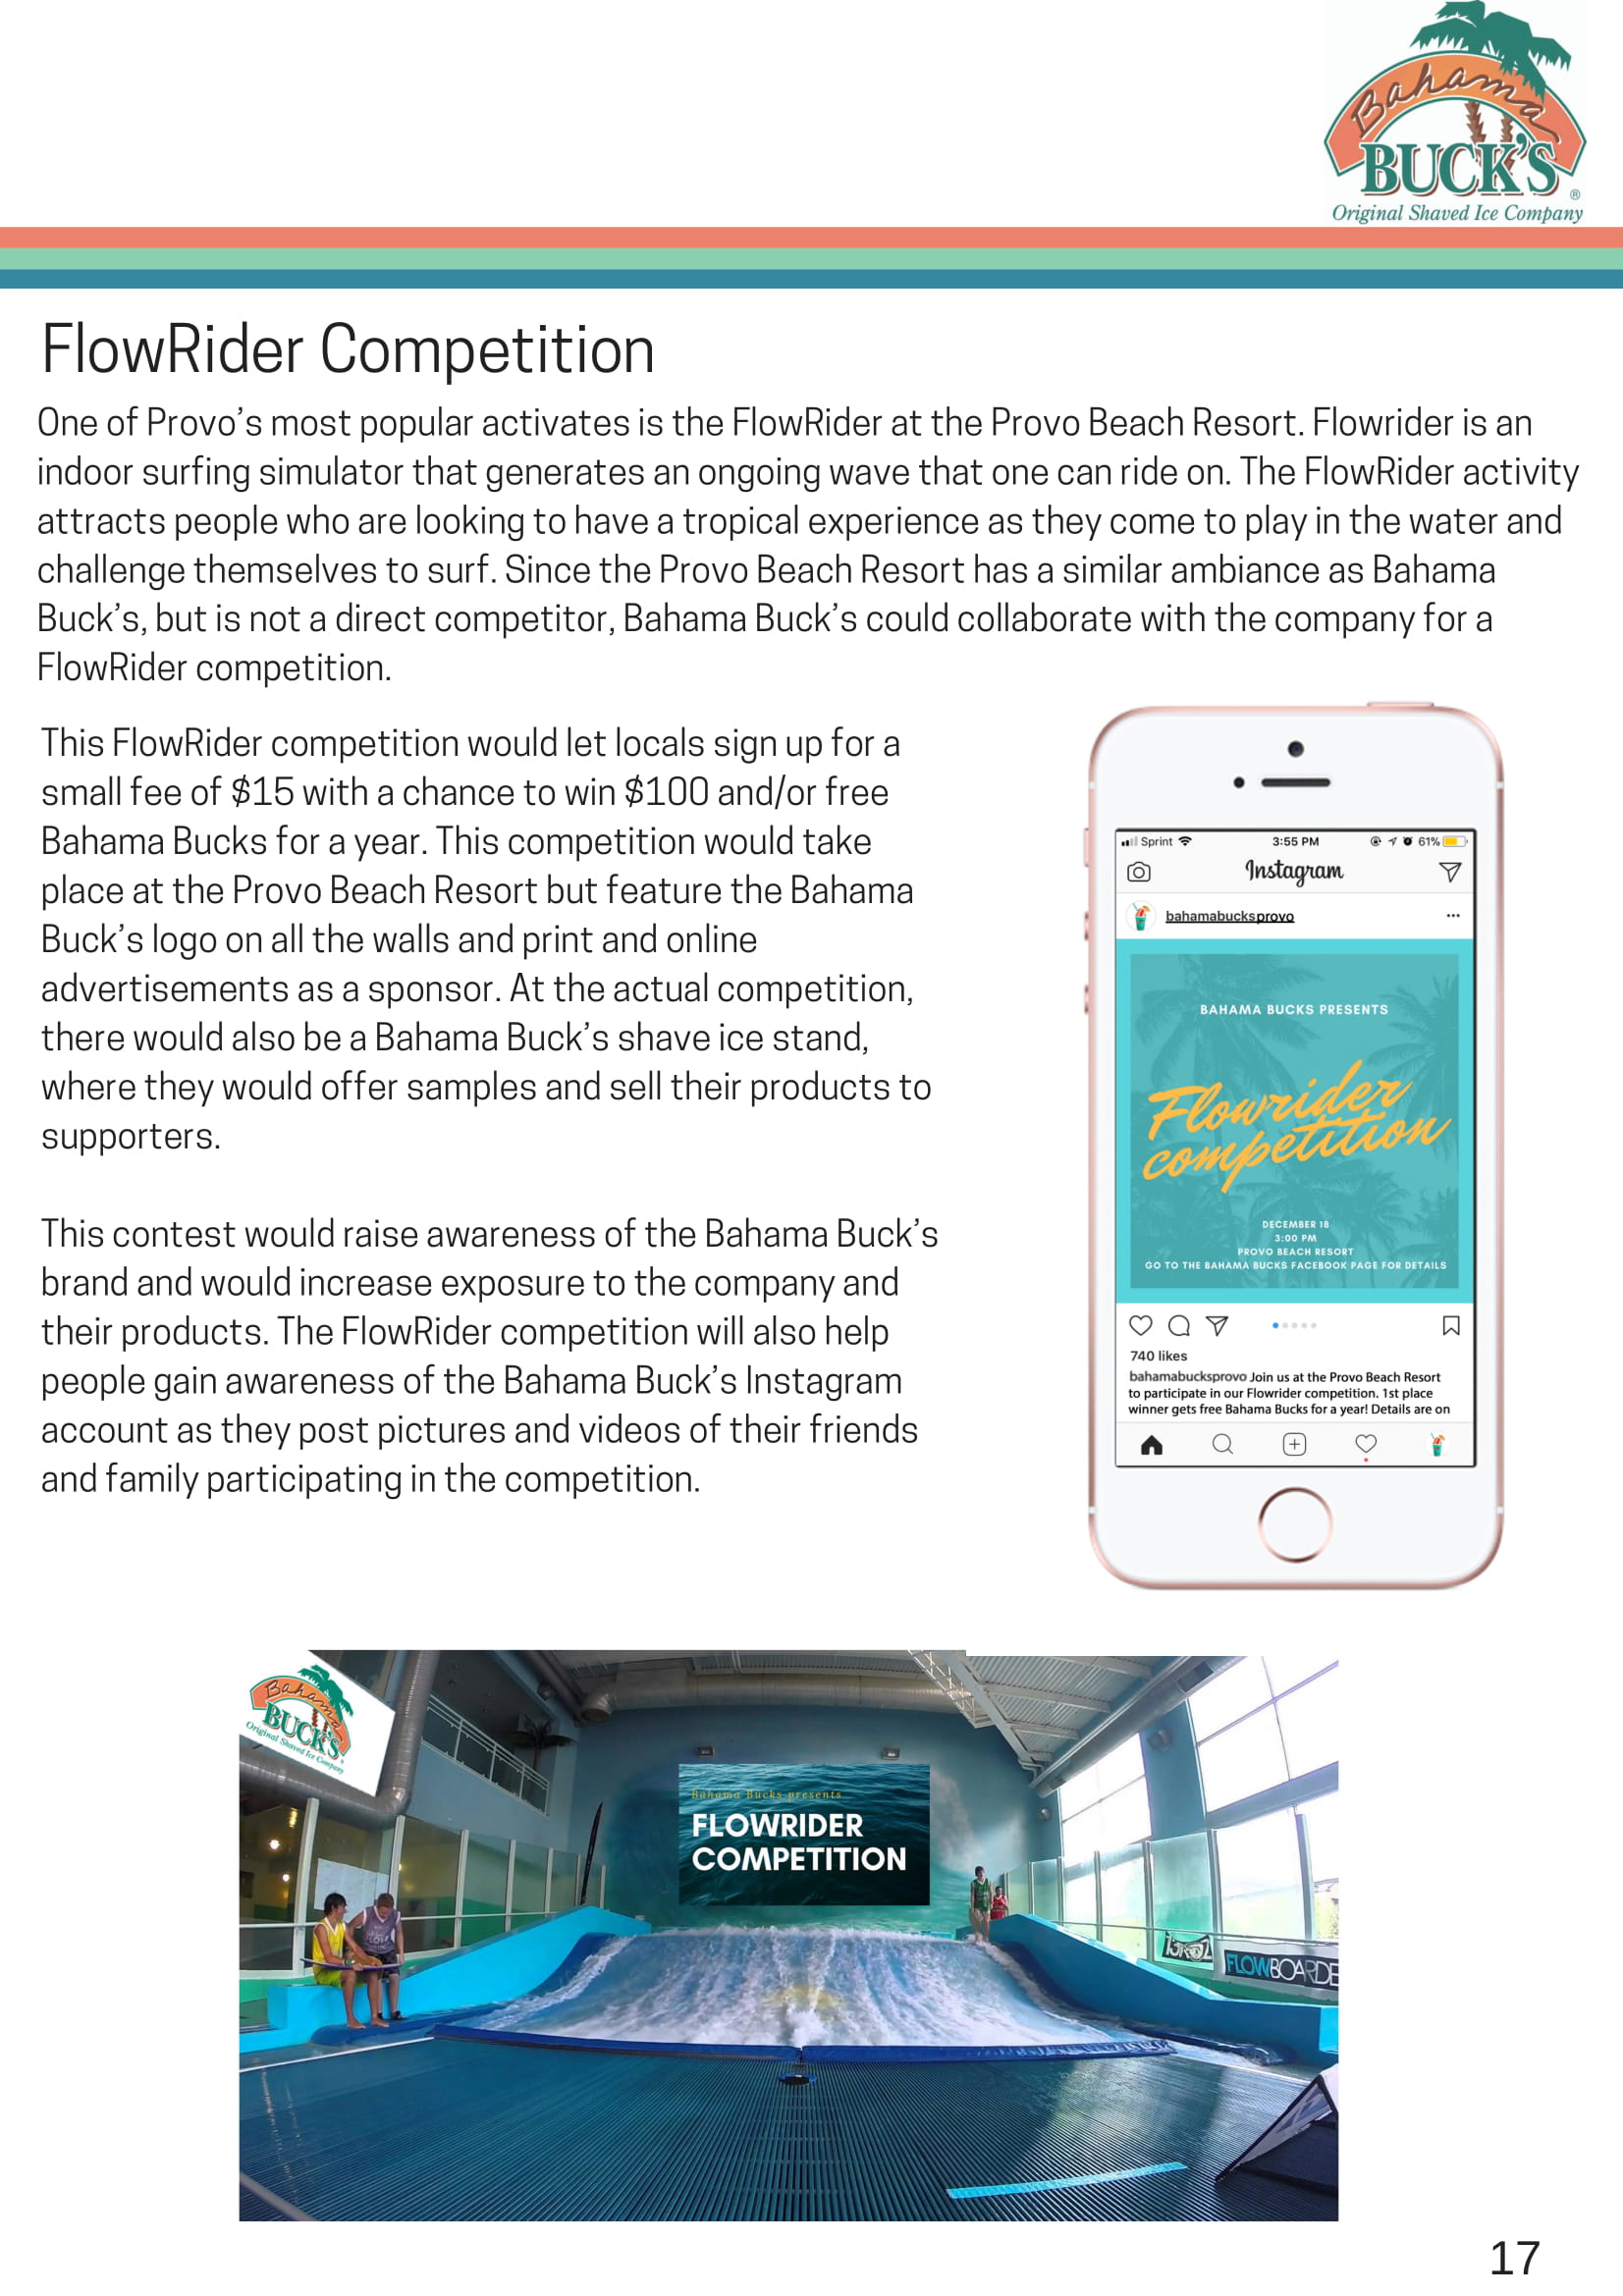 Bahama
BUCK'S
®
Original Shaved Ice Company
FlowRider Competition
One of Provo's most popular activates is the FlowRider at the Provo Beach Resort. Flowrider is an
indoor surfing simulator that generates an ongoing wave that one can ride on. The FlowRider activity
attracts people who are looking to have a tropical experience as they come to play in the water and
challenge themselves to surf. Since the Provo Beach Resort has a similar ambiance as Bahama
Buck's, but is not a direct competitor, Bahama Buck's could collaborate with the company for a
FlowRider competition.
This FlowRider competition would let locals sign up for a
small fee of $15 with a chance to win $100 and/or free
Bahama Bucks for a year. This competition would take
place at the Provo Beach Resort but feature the Bahama
Buck's logo on all the walls and print and online
advertisements as a sponsor. At the actual competition,
there would also be a Bahama Buck's shave ice stand,
where they would offer samples and sell their products to
supporters.
This contest would raise awareness of the Bahama Buck's
brand and would increase exposure to the company and
their products. The FlowRider competition will also help
people gain awareness of the Bahama Buck's Instagram
account as they post pictures and videos of their friends
and family participating in the competition.
Sprint 3:55 PM 61%
Instagram
bahamabucksprovo
BAHAMA BUCKS PRESENTS
Flowrider
competition
DECEMBER 18
3:00 PM
PROVO BEACH RESORT
GO TO THE BAHAMA BUCKS FACEBOOK PAGE FOR DETAILS
740 likes
bahamabucksprovo Join us at the Provo Beach Resort
to participate in our Flowrider competition. 1st place
winner gets free Bahama Bucks for a year! Details are on
Bahama
BUCK'S
Original Shaved Ice Company
Bahama Bucks presents
FLOWRIDER
COMPETITION
FLOWBOARDE
17